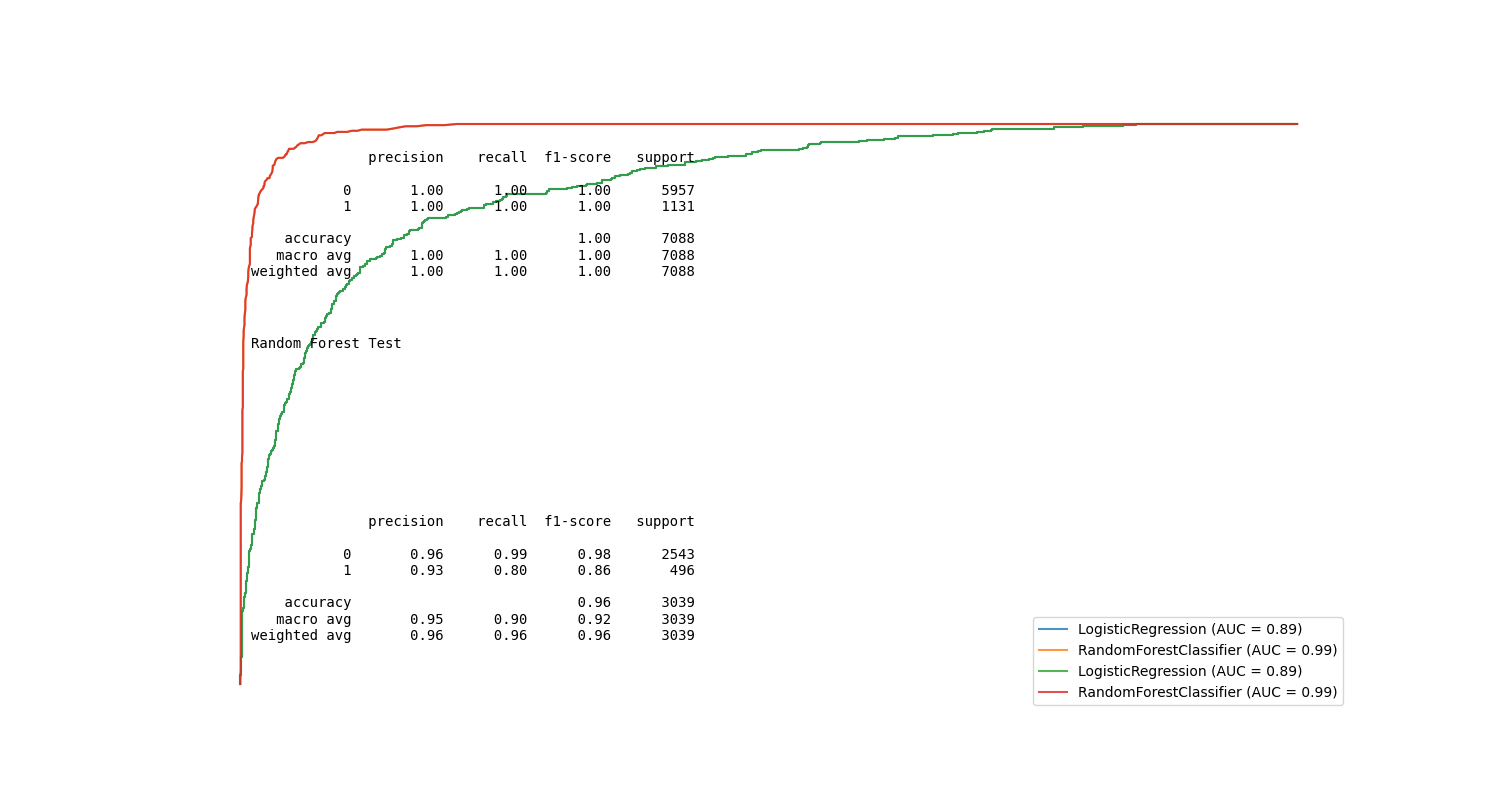 precision recall f1-score support
0 1.00 1.00 1.00 5957
1 1.00 1.00 1.00 1131
accuracy 1.00 7088
macro avg 1.00 1.00 1.00 7088
weighted avg 1.00 1.00 1.00 7088
Random Forest Test
precision recall f1-score support
0 0.96 0.99 0.98 2543
1 0.93 0.80 0.86 496
accuracy 0.96 3039
macro avg 0.95 0.90 0.92 3039
weighted avg 0.96 0.96 0.96 3039
LogisticRegression (AUC = 0.89)
RandomForestClassifier (AUC = 0.99)
LogisticRegression (AUC = 0.89)
RandomForestClassifier (AUC = 0.99)